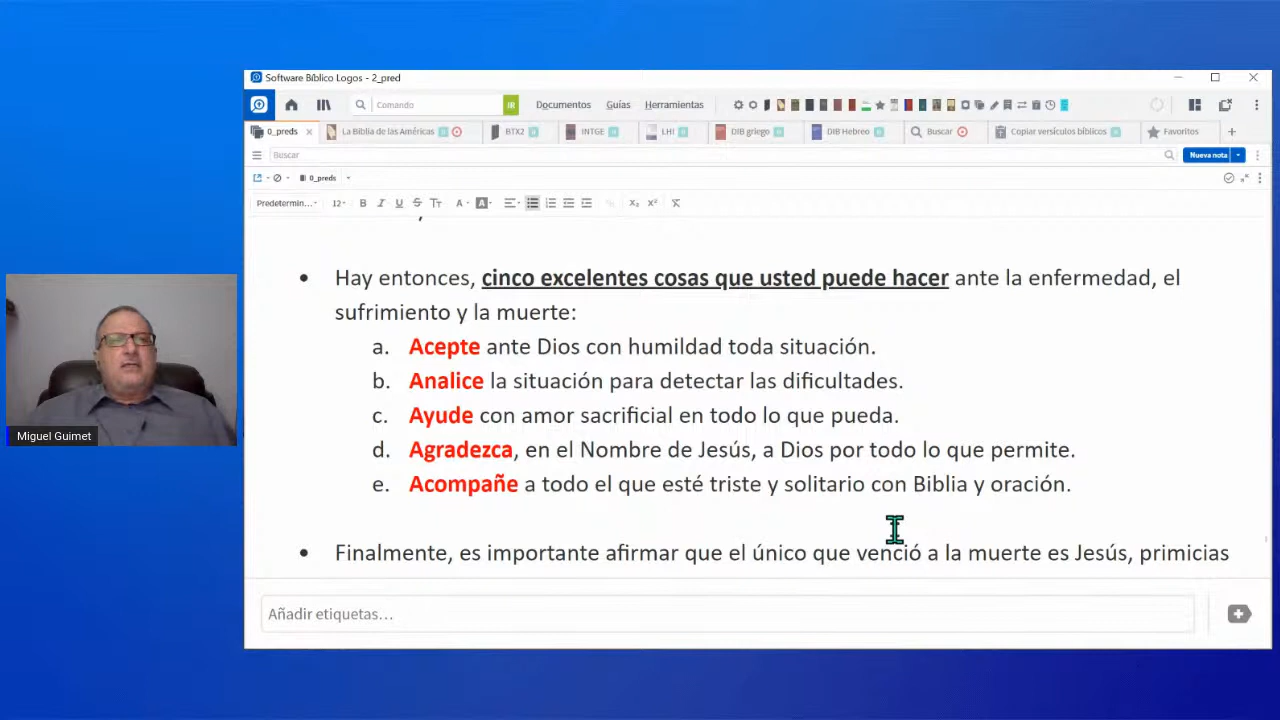 Software Bíblico Logos - 2_pred
Comando
IR
Documentos
Guías
Herramientas
0_preds
La Biblia de las Américas
BTX2
INTGE
LHI
DIB griego
DIB Hebreo
Buscar
Copiar versículos bíblicos
Favoritos
Buscar
Nueva nota
0_preds
Predetermin...
12
Hay entonces, cinco excelentes cosas que usted puede hacer ante la enfermedad, el
sufrimiento y la muerte:
a. Acepte ante Dios con humildad toda situación.
b. Analice la situación para detectar las dificultades.
c. Ayude con amor sacrificial en todo lo que pueda.
d. Agradezca, en el Nombre de Jesús, a Dios por todo lo que permite.
e. Acompañe a todo el que esté triste y solitario con Biblia y oración.
Finalmente, es importante afirmar que el único que venció a la muerte es Jesús, primicias
Añadir etiquetas...
Miguel Guimet